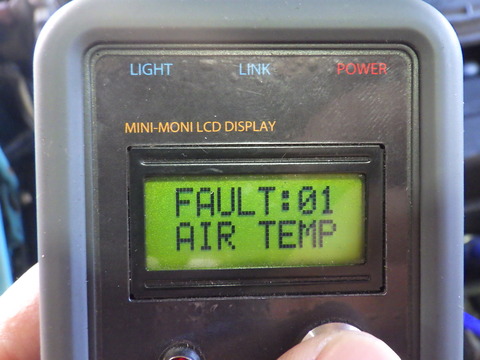 LIGHT LINK POWER
MINI-MONI LCD DISPLAY
FAULT:01
AIR TEMP